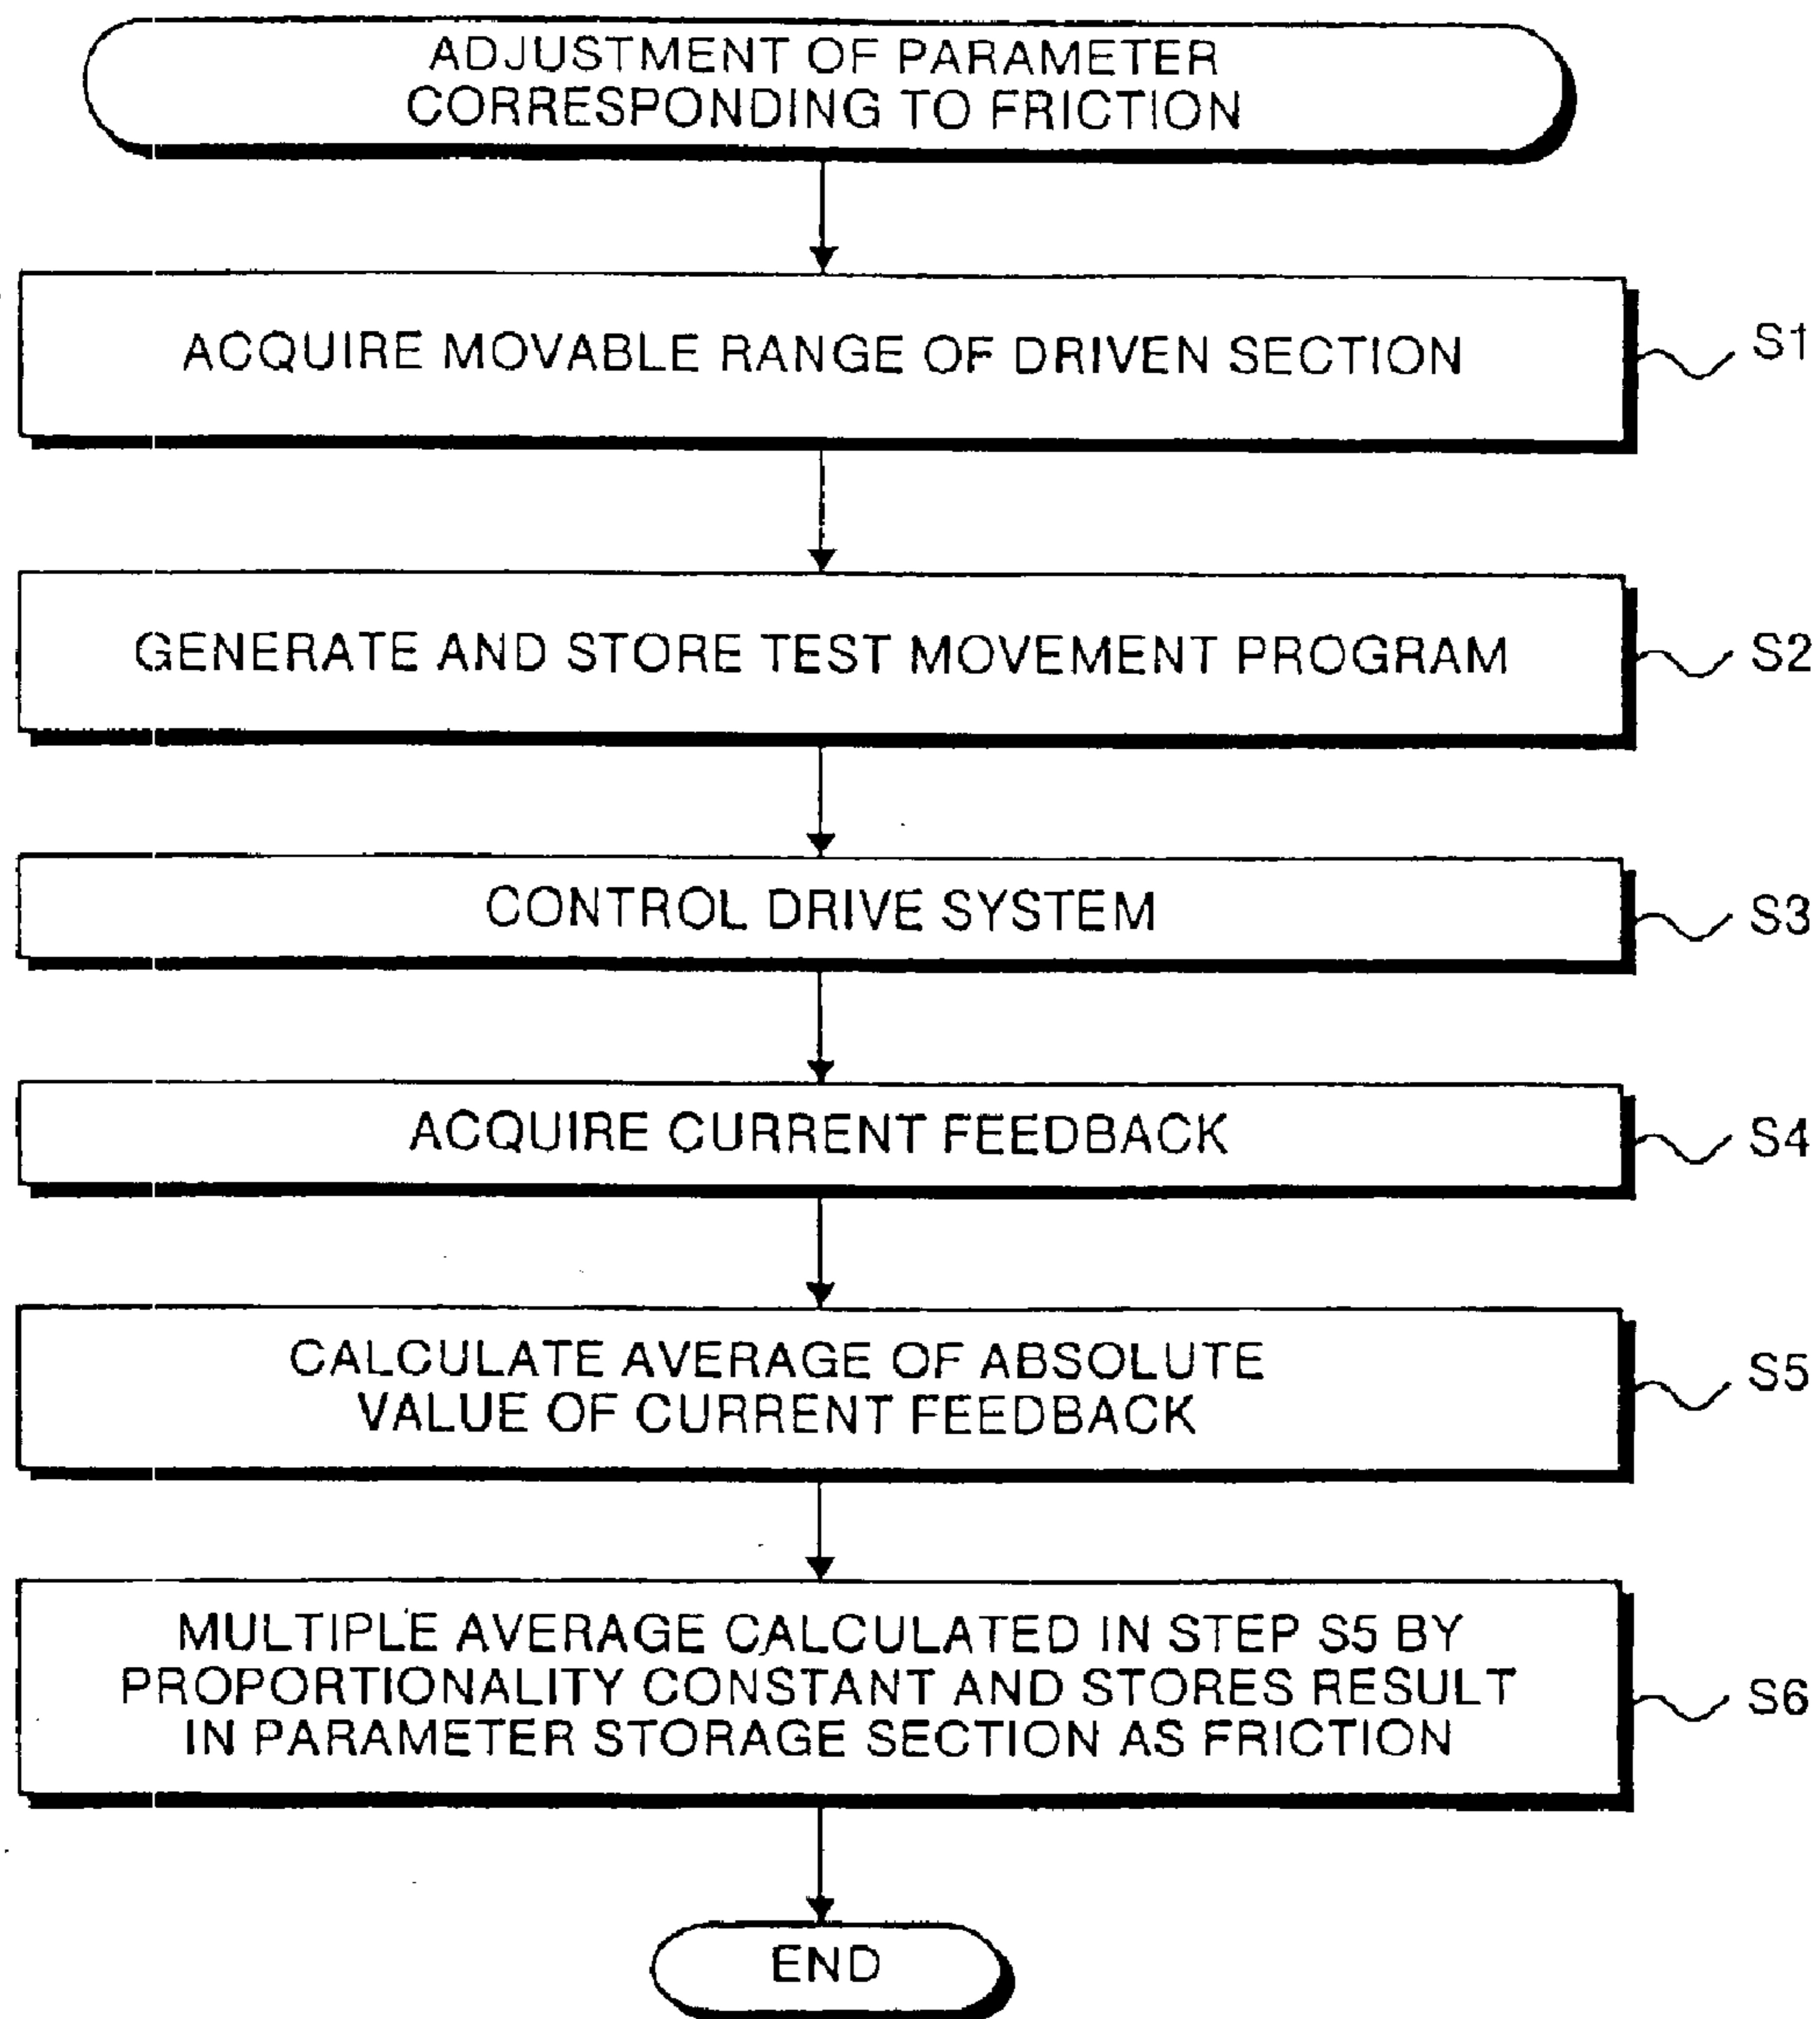 ADJUSTMENT OF PARAMETER
CORRESPONDING TO FRICTION
ACQUIRE MOVABLE RANGE OF DRIVEN SECTION
S1
GENERATE AND STORE TEST MOVEMENT PROGRAM
S2
CONTROL DRIVE SYSTEM
S3
ACQUIRE CURRENT FEEDBACK
S4
CALCULATE AVERAGE OF ABSOLUTE
VALUE OF CURRENT FEEDBACK
S5
MULTIPLE AVERAGE CALCULATED IN STEP S5 BY
PROPORTIONALITY CONSTANT AND STORES RESULT
IN PARAMETER STORAGE SECTION AS FRICTION
S6
END